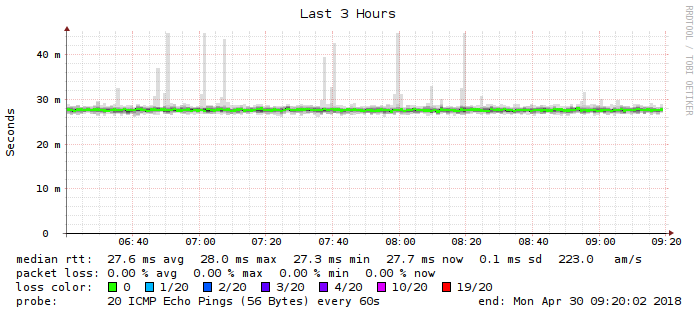 Last 3 Hours
RRDTOOL / TOBI OETIKER
Seconds
40 m
30 m
20 m
10 m
0
06:40 07:00 07:20 07:40 08:00 08:20 08:40 09:00 09:20
median rtt: 27.6 ms avg 28.0 ms max 27.3 ms min 27.7 ms now 0.1 ms sd 223.0 am/s
packet loss: 0.00 % avg 0.00 % max 0.00 % min 0.00 % now
loss color: 0 1/20 2/20 3/20 4/20 10/20 19/20
probe: 20 ICMP Echo Pings (56 Bytes) every 60s end: Mon Apr 30 09:20:02 2018